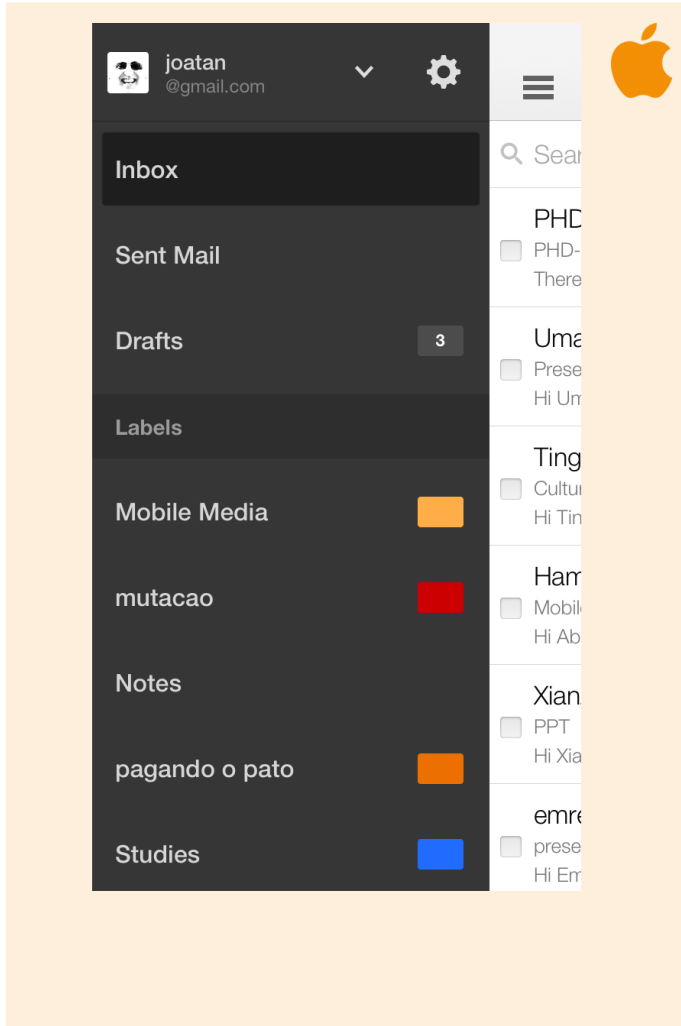 joatan
@gmail.com
Inbox
Sent Mail
Drafts
3
Labels
Mobile Media
mutacao
Notes
pagando o pato
Studies
Sear
PHD
PHD-
There
Uma
Prese
Hi Um
Ting
Cultu
Hi Tin
Ham
Mobil
Hi Ab
Xian
PPT
Hi Xia
emre
prese
Hi Em